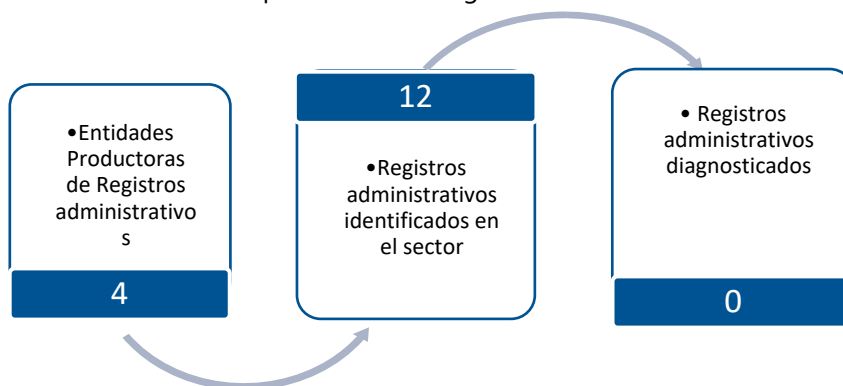 •Entidades
Productoras
de Registros
administrativo
s
4
12
•Registros
administrativos
identificados en
el sector
• Registros
administrativos
diagnosticados
0